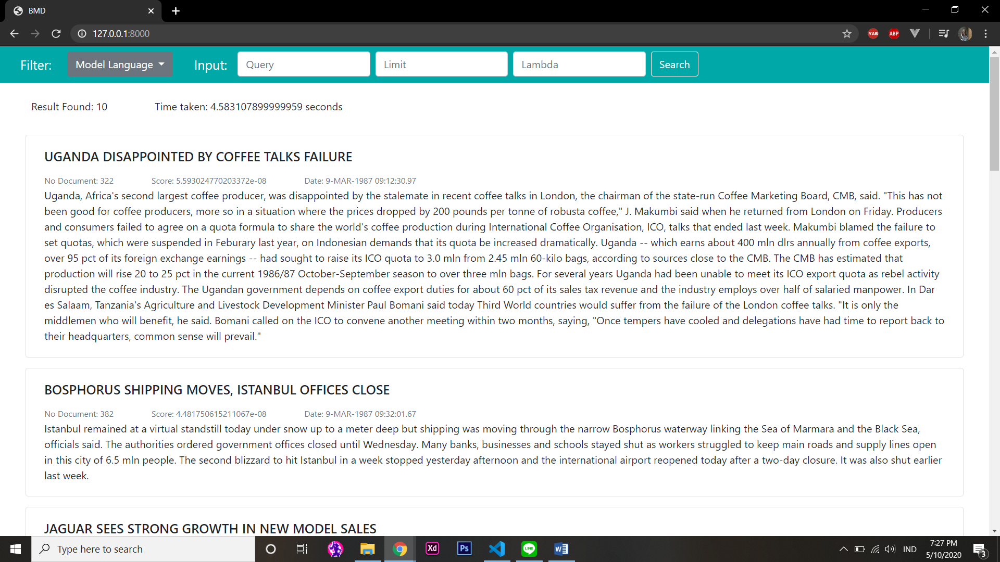 BMD
127.0.0.1:8000
YAB
ABP
Filter:
Model Language
Input:
Query
Limit
Lambda
Search
Result Found: 10
Time taken: 4.583107899999959 seconds
UGANDA DISAPPOINTED BY COFFEE TALKS FAILURE
No Document: 322
Score: 5.593024770203372e-08
Date: 9-MAR-1987 09:12:30.97
Uganda, Africa's second largest coffee producer, was disappointed by the stalemate in recent coffee talks in London, the chairman of the state-run Coffee Marketing Board, CMB, said. "This has not
been good for coffee producers, more so in a situation where the prices dropped by 200 pounds per tonne of robusta coffee," J. Makumbi said when he returned from London on Friday. Producers
and consumers failed to agree on a quota formula to share the world's coffee production during International Coffee Organisation, ICO, talks that ended last week. Makumbi blamed the failure to
set quotas, which were suspended in Feburary last year, on Indonesian demands that its quota be increased dramatically. Uganda -- which earns about 400 mln dlrs annually from coffee exports,
over 95 pct of its foreign exchange earnings -- had sought to raise its ICO quota to 3.0 mln from 2.45 mln 60-kilo bags, according to sources close to the CMB. The CMB has estimated that
production will rise 20 to 25 pct in the current 1986/87 October-September season to over three mln bags. For several years Uganda had been unable to meet its ICO export quota as rebel activity
disrupted the coffee industry. The Ugandan government depends on coffee export duties for about 60 pct of its sales tax revenue and the industry employs over half of salaried manpower. In Dar
es Salaam, Tanzania's Agriculture and Livestock Development Minister Paul Bomani said today Third World countries would suffer from the failure of the London coffee talks. "It is only the
middlemen who will benefit, he said. Bomani called on the ICO to convene another meeting within two months, saying, "Once tempers have cooled and delegations have had time to report back to
their headquarters, common sense will prevail."
BOSPHORUS SHIPPING MOVES, ISTANBUL OFFICES CLOSE
No Document: 382
Score: 4.481750615211067e-08
Date: 9-MAR-1987 09:32:01.67
Istanbul remained at a virtual standstill today under snow up to a meter deep but shipping was moving through the narrow Bosphorus waterway linking the Sea of Marmara and the Black Sea,
officials said. The authorities ordered government offices closed until Wednesday. Many banks, businesses and schools stayed shut as workers struggled to keep main roads and supply lines open
in this city of 6.5 mln people. The second blizzard to hit Istanbul in a week stopped yesterday afternoon and the international airport reopened today after a two-day closure. It was also shut earlier
last week.
JAGUAR SEES STRONG GROWTH IN NEW MODEL SALES
Type here to search
Xd
Ps
LINE
W
IND
7:27 PM
5/10/2020
3